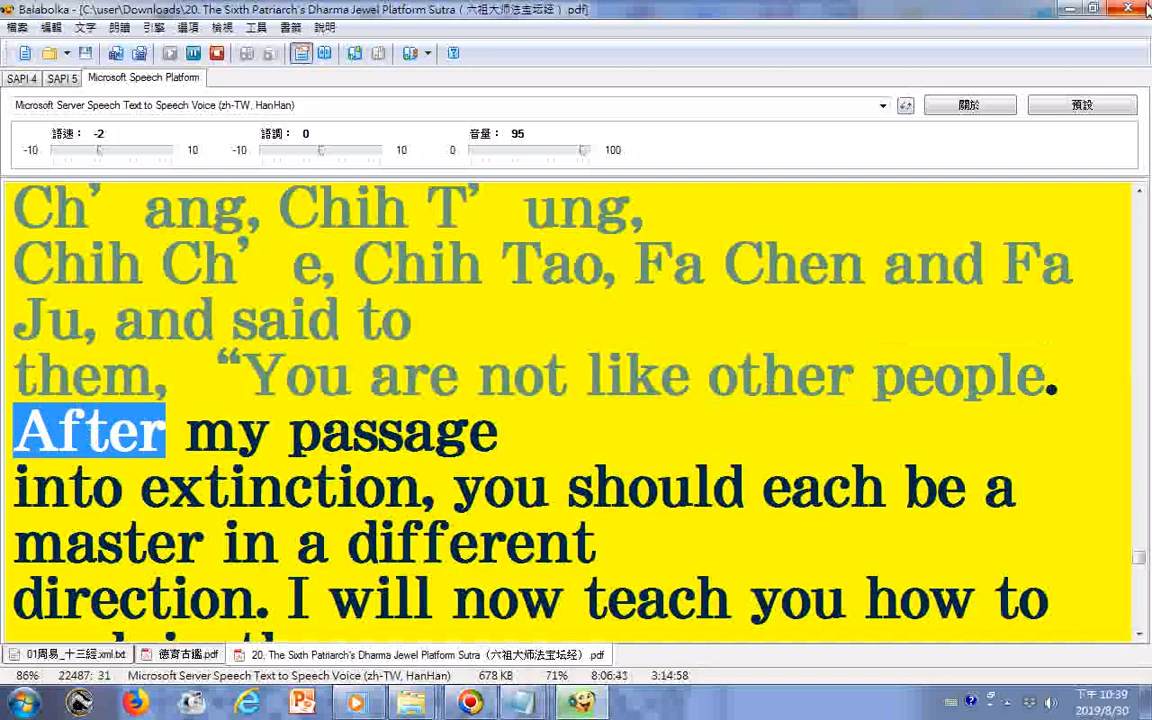 Balabolka - [C:\user\Downloads\20. The Sixth Patriarch's Dharma Jewel Platform Sutra（六祖大师法宝坛经）.pdf]
檔案 編輯 文字 朗讀 引擎 選項 檢視 工具 書籤 說明
SAPI 4 SAPI 5 Microsoft Speech Platform
Microsoft Server Speech Text to Speech Voice (zh-TW, HanHan) 關於 預設
語速： -2 語調： 0 音量： 95
-10 10 -10 10 0 100
Ch’ang, Chih T’ung,
Chih Ch’e, Chih Tao, Fa Chen and Fa
Ju, and said to
them, “You are not like other people.
After my passage
into extinction, you should each be a
master in a different
direction. I will now teach you how to
01周易_十三經.xml.txt 德育古鑑.pdf 20. The Sixth Patriarch's Dharma Jewel Platform Sutra（六祖大师法宝坛经）.pdf
86% 22487: 31 Microsoft Server Speech Text to Speech Voice (zh-TW, HanHan) 678 KB 71% 8:06:43 3:14:58
下午 10:39
2019/8/30